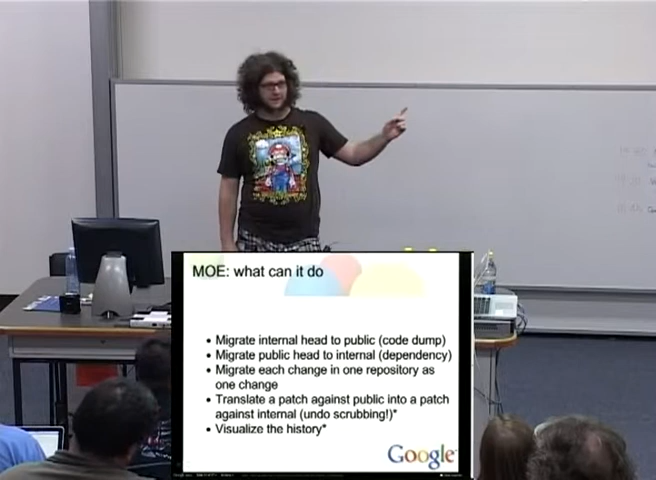 MOE: what can it do
• Migrate internal head to public (code dump)
• Migrate public head to internal (dependency)
• Migrate each change in one repository as
one change
• Translate a patch against public into a patch
against internal (undo scrubbing!)*
• Visualize the history*
Google